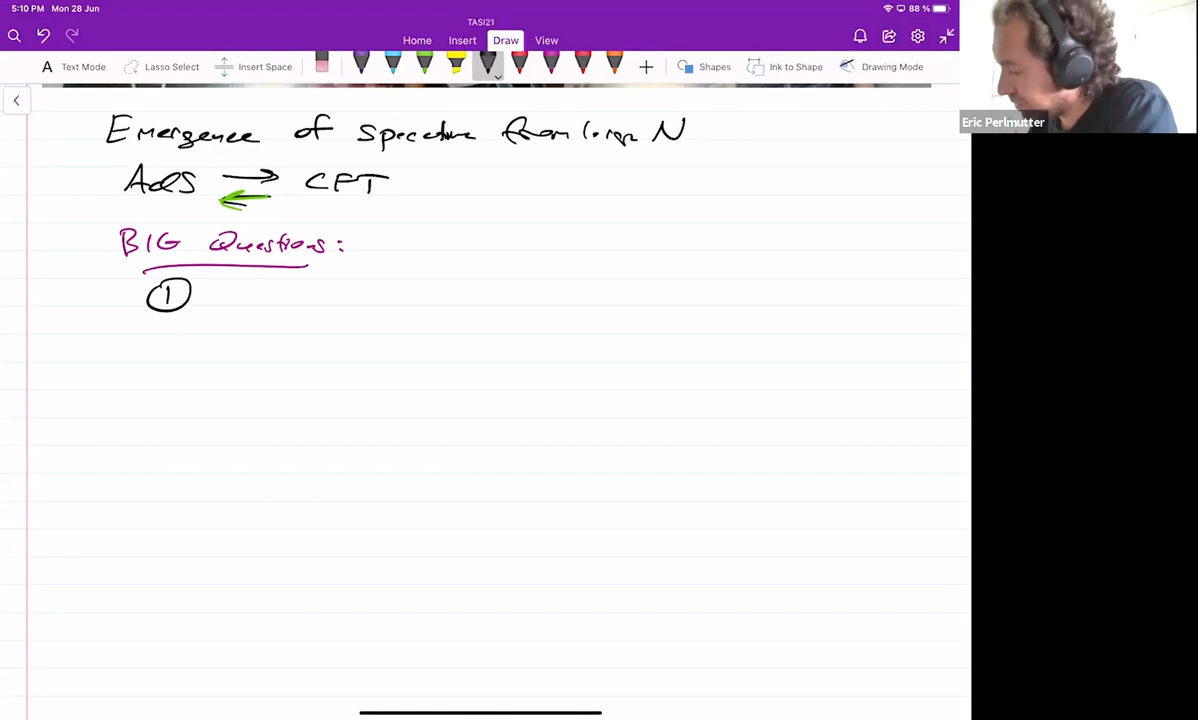 5:10 PM Mon 28 Jun
88 %
TASI21
Home Insert Draw View
A Text Mode Lasso Select Insert Space Shapes Ink to Shape Drawing Mode
Eric Perlmutter
Emergence of from large N
AdS → CFT
BIG Questions:
①